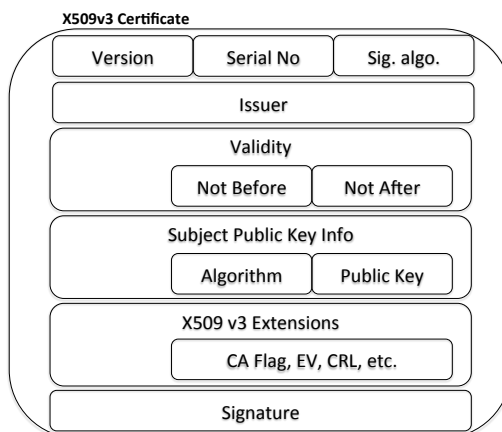 X509v3 Certificate
Version Serial No Sig. algo.
Issuer
Validity
Not Before Not After
Subject Public Key Info
Algorithm Public Key
X509 v3 Extensions
CA Flag, EV, CRL, etc.
Signature